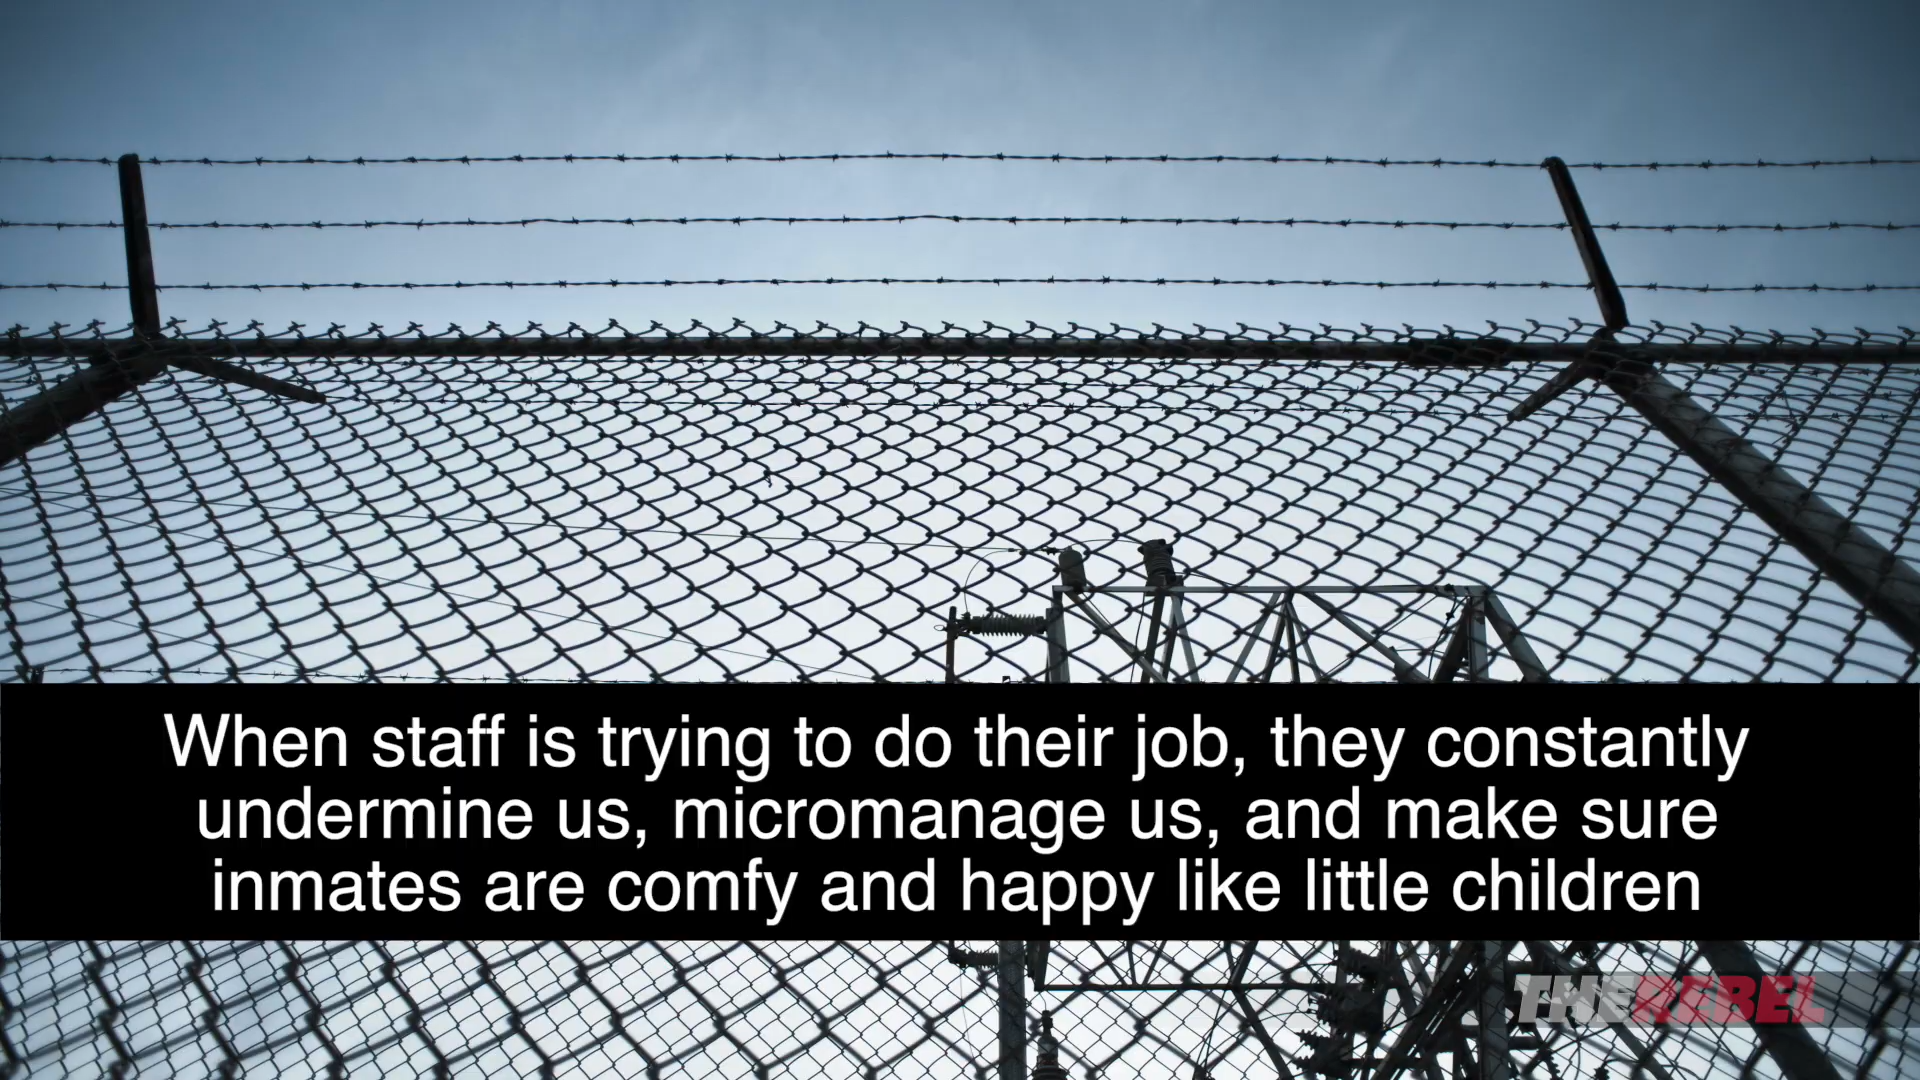 When staff is trying to do their job, they constantly
undermine us, micromanage us, and make sure
inmates are comfy and happy like little children
THEREBEL